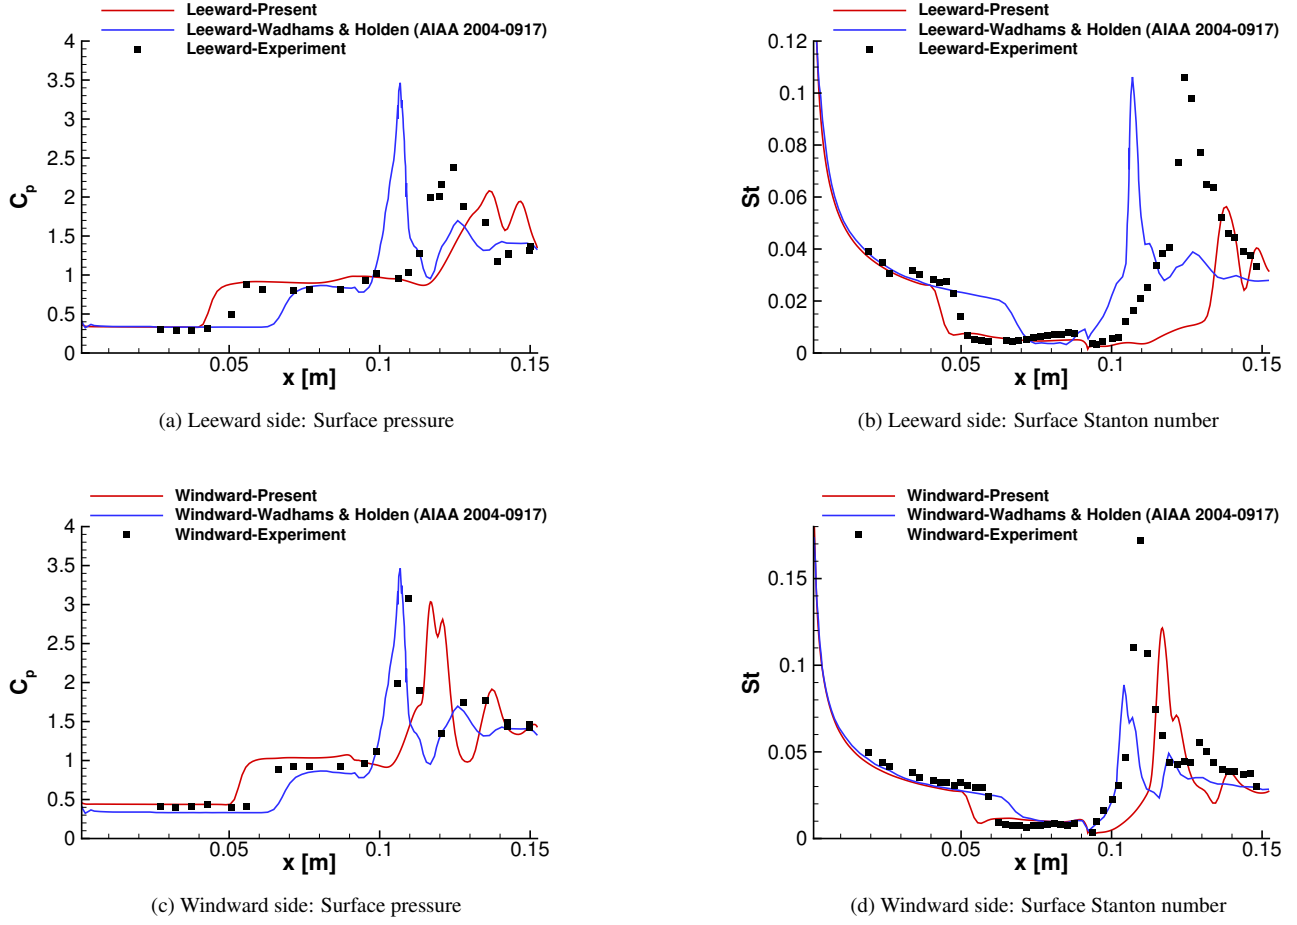 Leeward-Present
Leeward-Wadhams & Holden (AIAA 2004-0917)
Leeward-Experiment
4
3.5
3
2.5
2
1.5
1
0.5
0
Cp
0.05
0.1
0.15
x [m]
(a) Leeward side: Surface pressure
Leeward-Present
Leeward-Wadhams & Holden (AIAA 2004-0917)
Leeward-Experiment
0.12
0.1
0.08
0.06
0.04
0.02
0
St
0.05
0.1
0.15
x [m]
(b) Leeward side: Surface Stanton number
Windward-Present
Windward-Wadhams & Holden (AIAA 2004-0917)
Windward-Experiment
4
3.5
3
2.5
2
1.5
1
0.5
0
Cp
0.05
0.1
0.15
x [m]
(c) Windward side: Surface pressure
Windward-Present
Windward-Wadhams & Holden (AIAA 2004-0917)
Windward-Experiment
0.15
0.1
0.05
0
St
0.05
0.1
0.15
x [m]
(d) Windward side: Surface Stanton number